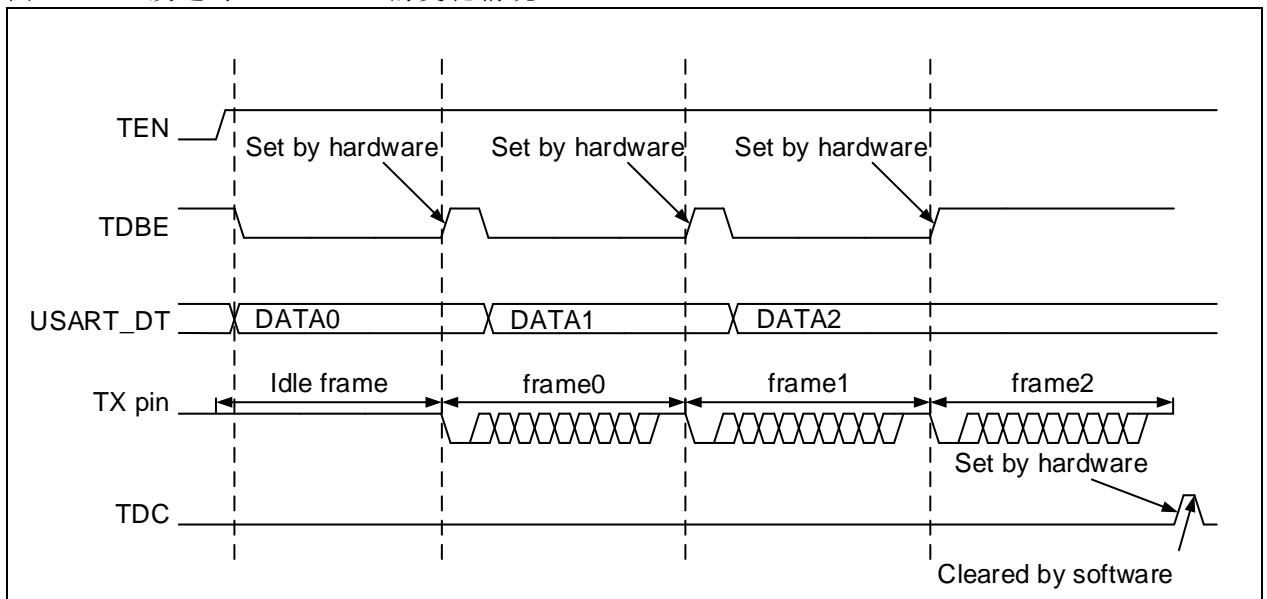 TEN
Set by hardware Set by hardware Set by hardware
TDBE
USART_DT DATA0 DATA1 DATA2
Idle frame frame0 frame1 frame2
TX pin
Set by hardware
TDC
Cleared by software